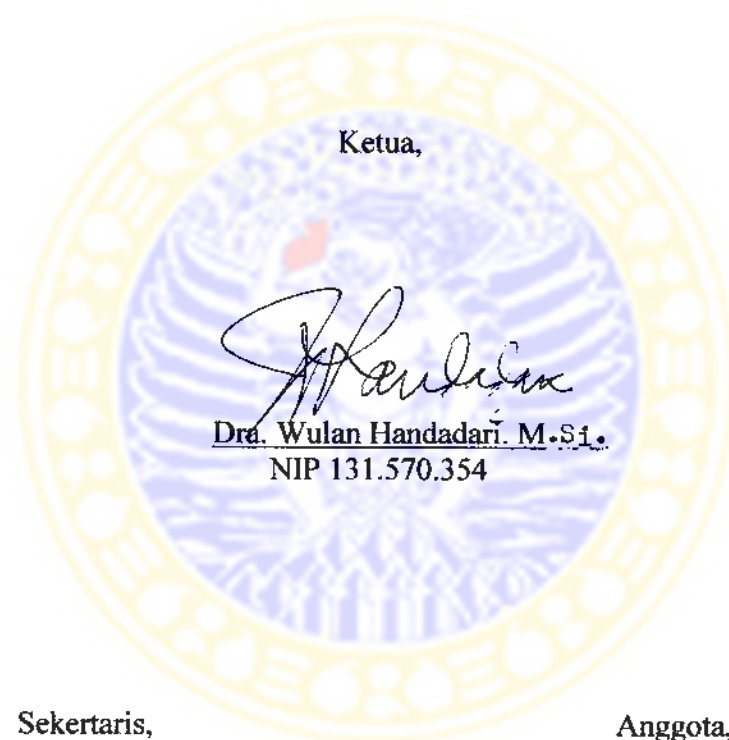 Ketua,
Dra. Wulan Handadari. M.Si.
NIP 131.570.354
Sekertaris,
Anggota,